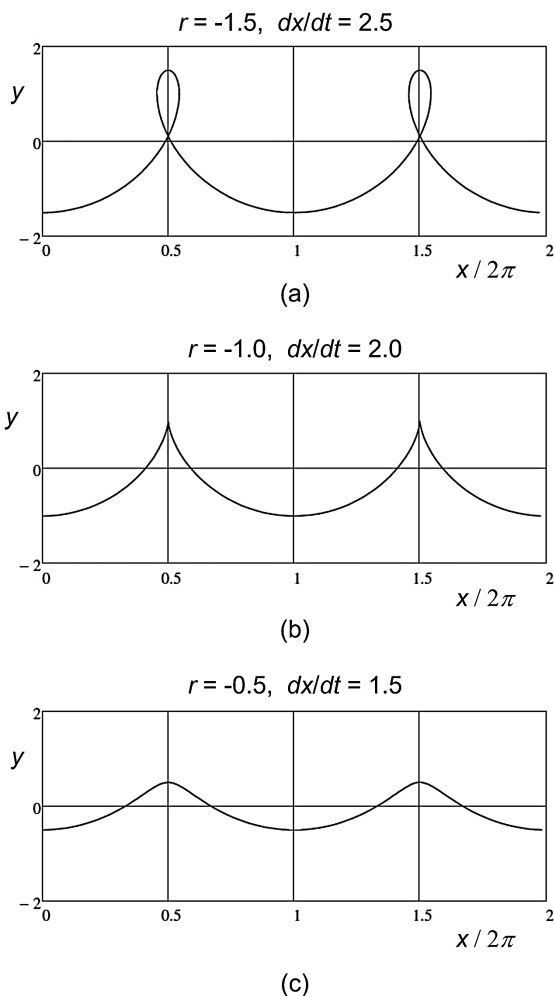 r = -1.5, dx/dt = 2.5
2
y
0
– 2
0 0.5 1 1.5 2
x / 2π
(a)
r = -1.0, dx/dt = 2.0
2
y
0
– 2
0 0.5 1 1.5 2
x / 2π
(b)
r = -0.5, dx/dt = 1.5
2
y
0
– 2
0 0.5 1 1.5 2
x / 2π
(c)